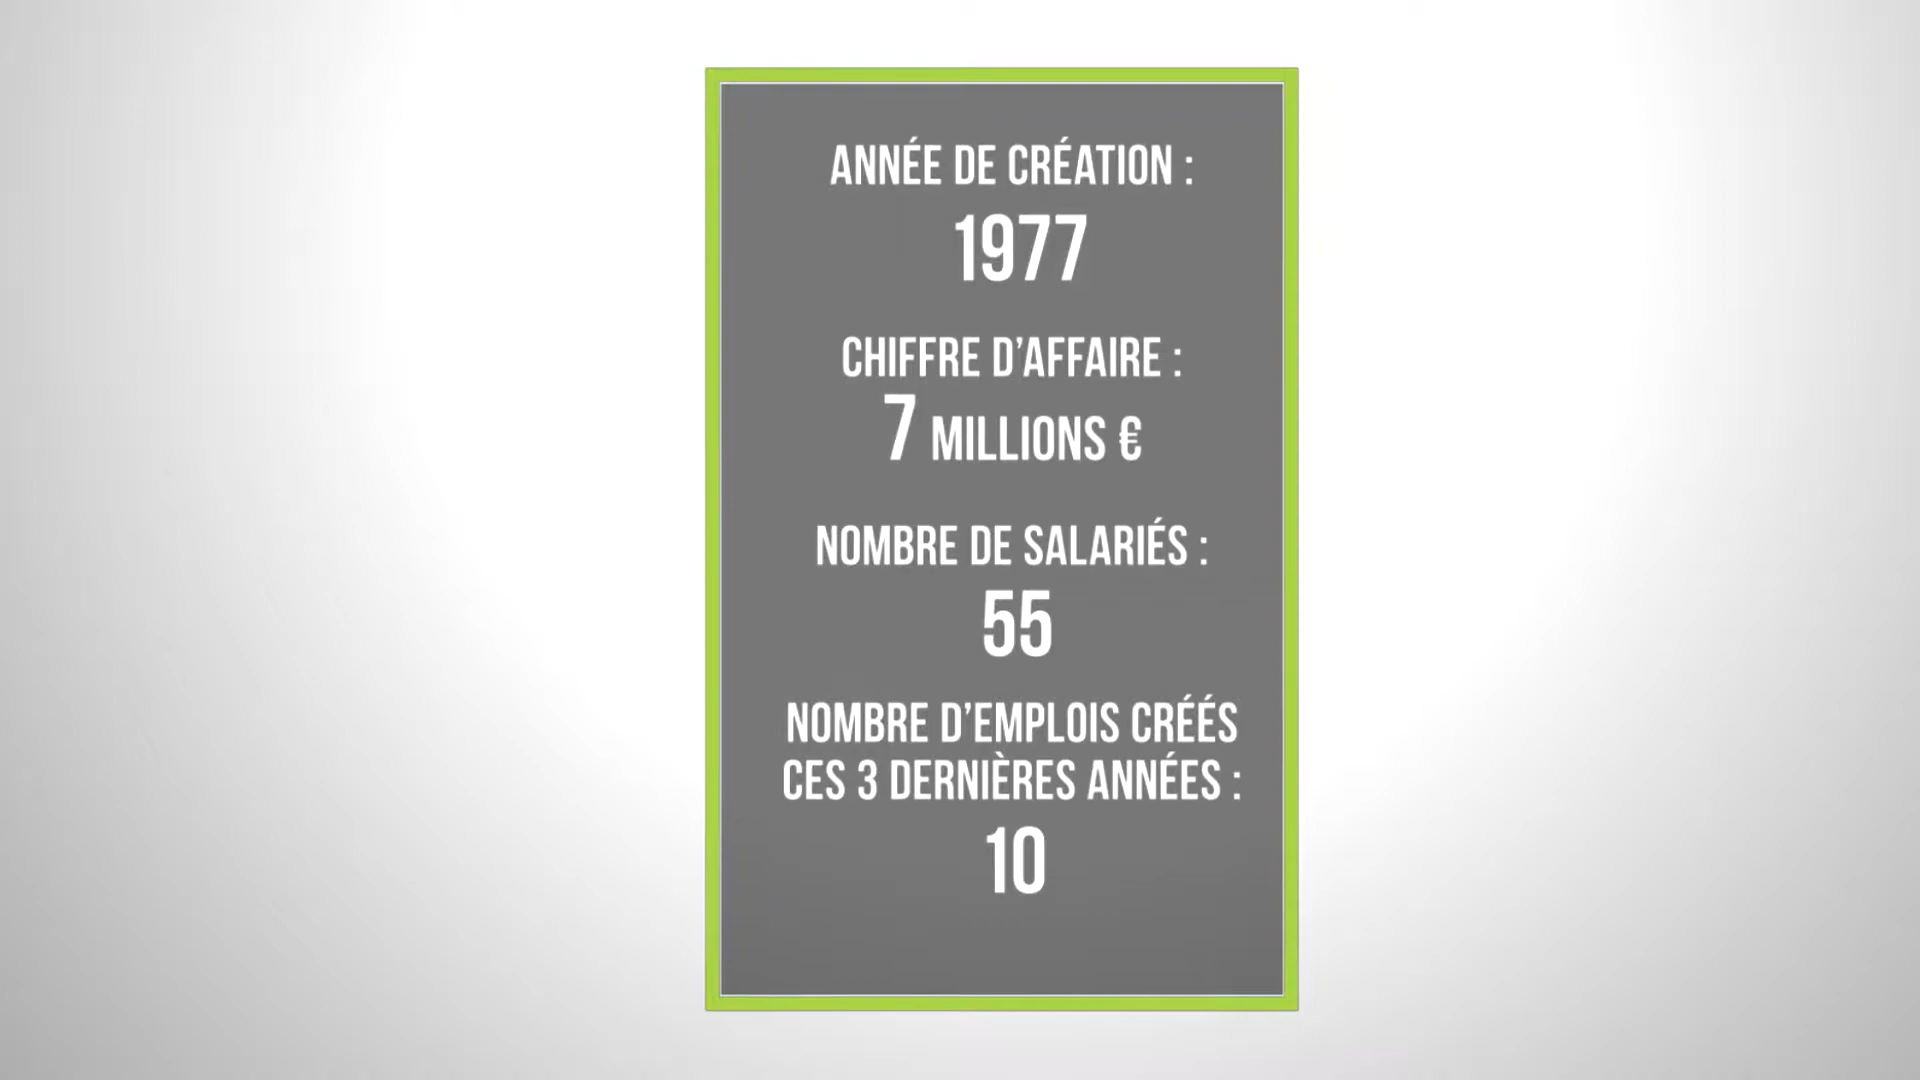 ANNÉE DE CRÉATION :
1977
CHIFFRE D’AFFAIRE :
7 MILLIONS €
NOMBRE DE SALARIÉS :
55
NOMBRE D’EMPLOIS CRÉÉS
CES 3 DERNIÈRES ANNÉES :
10